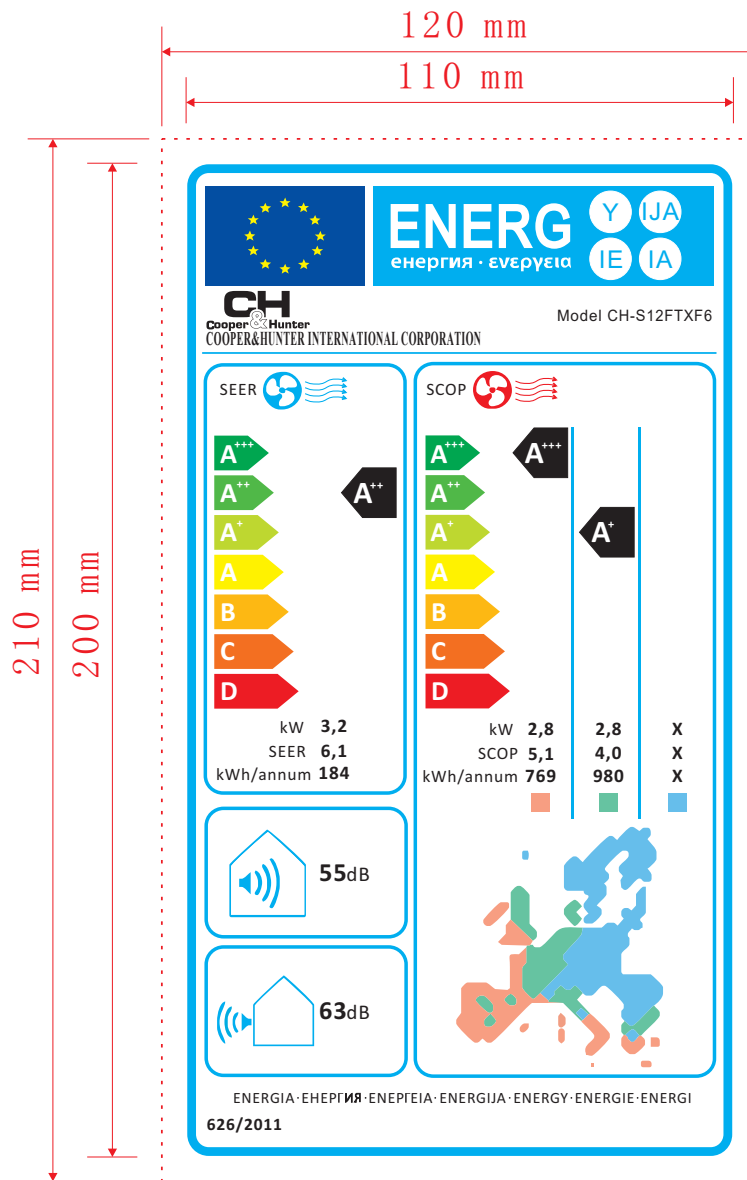 120 mm
110 mm
210 mm
200 mm
ENERG
енергия · ενεργεια
Y IJA
IE IA
CH
Cooper&Hunter
COOPER&HUNTER INTERNATIONAL CORPORATION
Model CH-S12FTXF6
SEER
A+++
A++
A+
A
B
C
D
A++
kW 3,2
SEER 6,1
kWh/annum 184
SCOP
A+++
A++
A+
A
B
C
D
A+++
A+
kW 2,8 2,8 X
SCOP 5,1 4,0 X
kWh/annum 769 980 X
55dB
63dB
ENERGIA·ЕНЕРГИЯ·ΕΝΕΡΓΕΙΑ·ENERGIJA·ENERGY·ENERGIE·ENERGI
626/2011